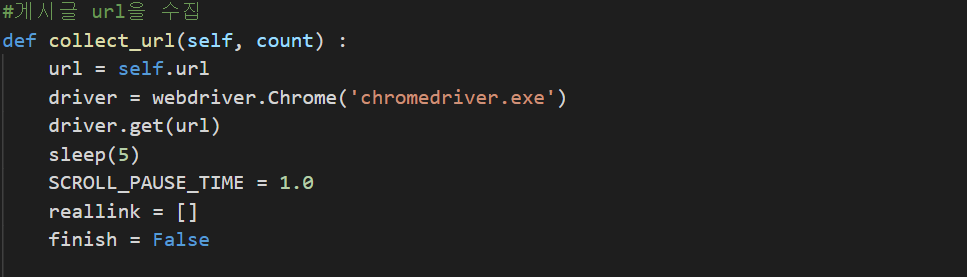 #게시글 url을 수집
def collect_url(self, count) :
    url = self.url
    driver = webdriver.Chrome('chromedriver.exe')
    driver.get(url)
    sleep(5)
    SCROLL_PAUSE_TIME = 1.0
    reallink = []
    finish = False